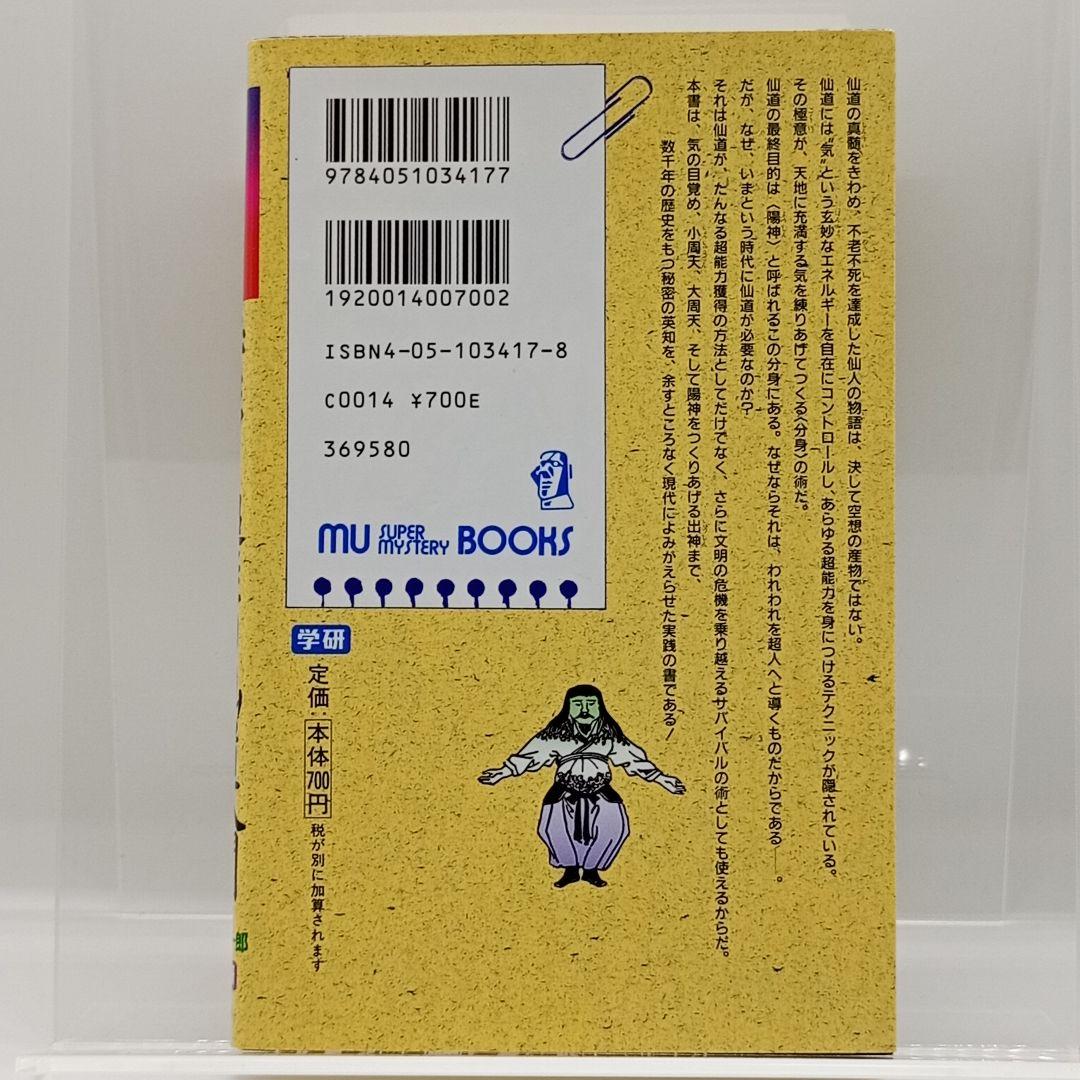 仙道の真髄をきわめ、不老不死を達成した仙人の物語は、決して空想の産物ではない。
仙道には“気”という玄妙なエネルギーを自在にコントロールし、あらゆる超能力を身につけるテクニックが隠されている。
その極意が、天地に充満する気を練りあげてつくる〈分身〉の術だ。
仙道の最終目的は〈陽神〉と呼ばれるこの分身にある。なぜならそれは、われわれを超人へと導くものだからである──。
だが、なぜ、いまという時代に仙道が必要なのか?
それは仙道が、たんなる超能力獲得の方法としてだけでなく、さらに文明の危機を乗り越えるサバイバルの術としても使えるからだ。
本書は、気の目覚め、小周天、大周天、そして陽神をつくりあげる出神まで、
数千年の歴史をもつ秘密の英知を、余すところなく現代によみがえらせた実践の書である!
9784051034177
1920014007002
ISBN4-05-103417-8
C0014 ¥700E
369580
MU SUPER MYSTERY BOOKS
学研
定価:本体700円
税が別に加算されます
郎